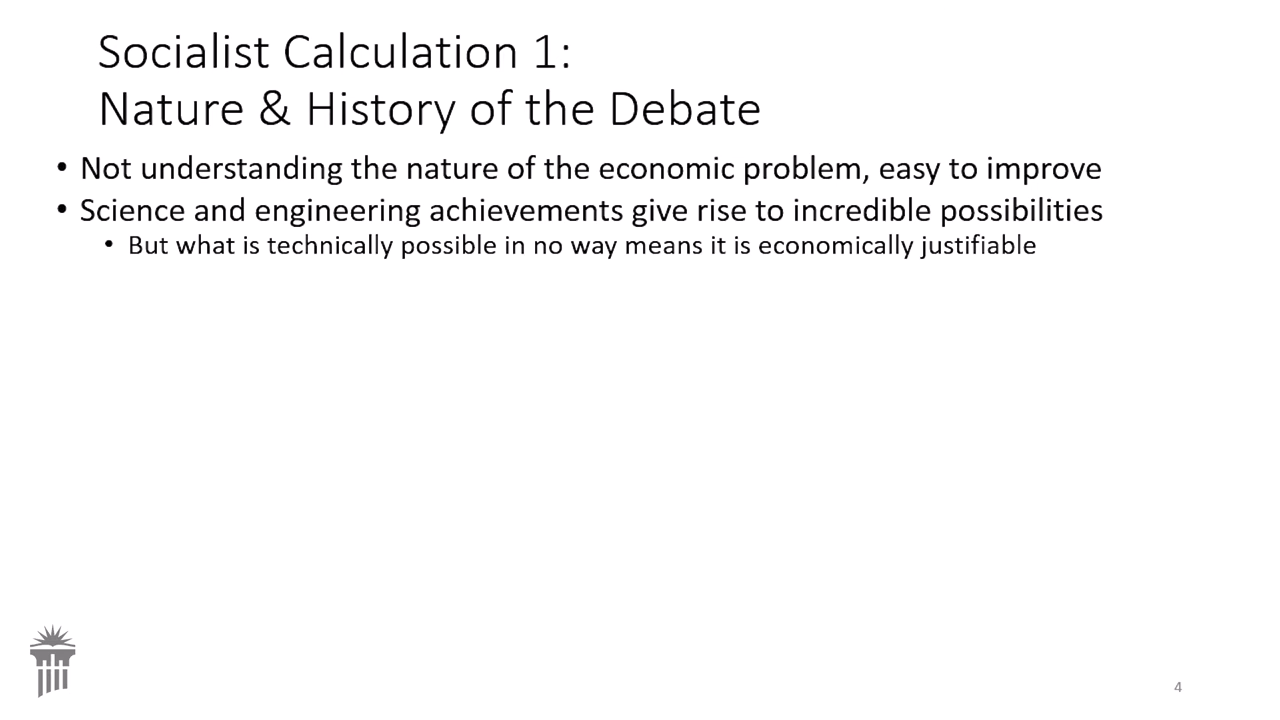 Socialist Calculation 1:
Nature & History of the Debate
• Not understanding the nature of the economic problem, easy to improve
• Science and engineering achievements give rise to incredible possibilities
• But what is technically possible in no way means it is economically justifiable
4